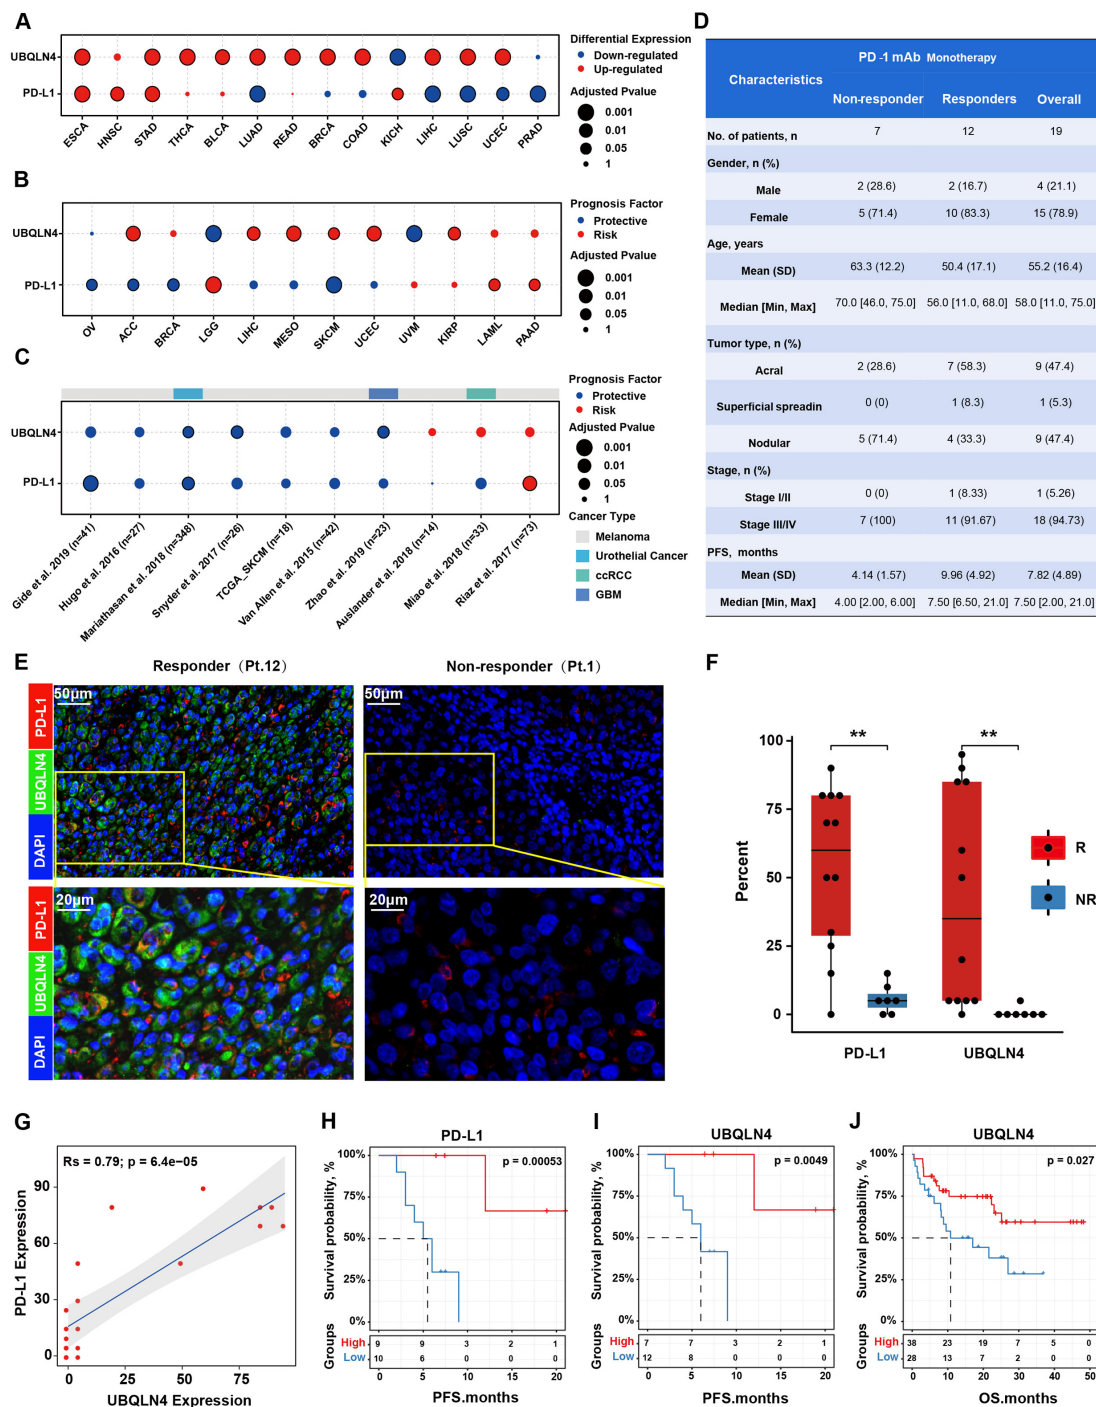 A
UBQLN4
PD-L1
ESCA HNSC STAD THCA BLCA LUAD READ BRCA COAD KICH LIHC LUSC UCEC PRAD
Differential Expression
Down-regulated
Up-regulated
Adjusted Pvalue
0.001
0.01
0.05
1
B
UBQLN4
PD-L1
OV ACC BRCA LGG LIHC MESO SKCM UCEC UVM KIRP LAML PAAD
Prognosis Factor
Protective
Risk
Adjusted Pvalue
0.001
0.01
0.05
1
C
UBQLN4
PD-L1
Gide et al. 2019 (n=41)
Hugo et al. 2016 (n=27)
Mariathasan et al. 2018 (n=348)
Snyder et al. 2017 (n=26)
TCGA_SKCM (n=18)
Van Allen et al. 2015 (n=42)
Zhao et al. 2019 (n=23)
Auslander et al. 2018 (n=14)
Miao et al. 2018 (n=33)
Riaz et al. 2017 (n=73)
Prognosis Factor
Protective
Risk
Adjusted Pvalue
0.001
0.01
0.05
1
Cancer Type
Melanoma
Urothelial Cancer
ccRCC
GBM
D
Characteristics
PD -1 mAb Monotherapy
Non-responder Responders Overall
No. of patients, n 7 12 19
Gender, n (%)
Male 2 (28.6) 2 (16.7) 4 (21.1)
Female 5 (71.4) 10 (83.3) 15 (78.9)
Age, years
Mean (SD) 63.3 (12.2) 50.4 (17.1) 55.2 (16.4)
Median [Min, Max] 70.0 [46.0, 75.0] 56.0 [11.0, 68.0] 58.0 [11.0, 75.0]
Tumor type, n (%)
Acral 2 (28.6) 7 (58.3) 9 (47.4)
Superficial spreadin 0 (0) 1 (8.3) 1 (5.3)
Nodular 5 (71.4) 4 (33.3) 9 (47.4)
Stage, n (%)
Stage I/II 0 (0) 1 (8.33) 1 (5.26)
Stage III/IV 7 (100) 11 (91.67) 18 (94.73)
PFS, months
Mean (SD) 4.14 (1.57) 9.96 (4.92) 7.82 (4.89)
Median [Min, Max] 4.00 [2.00, 6.00] 7.50 [6.50, 21.0] 7.50 [2.00, 21.0]
E
Responder (Pt.12)
Non-responder (Pt.1)
50μm
50μm
20μm
20μm
PD-L1
UBQLN4
DAPI
PD-L1
UBQLN4
DAPI
F
Percent
100
75
50
25
0
** **
PD-L1 UBQLN4
R
NR
G
Rs = 0.79; p = 6.4e−05
PD-L1 Expression
90
60
30
0
0 25 50 75
UBQLN4 Expression
H
PD-L1
p = 0.00053
Survival probability, %
100%
75%
50%
25%
0%
Groups
High 9 9 3 2 1
Low 10 6 0 0 0
0 5 10 15 20
PFS.months
I
UBQLN4
p = 0.0049
Survival probability, %
100%
75%
50%
25%
0%
Groups
High 7 7 3 2 1
Low 12 8 0 0 0
0 5 10 15 20
PFS.months
J
UBQLN4
p = 0.027
Survival probability, %
100%
75%
50%
25%
0%
Groups
High 38 23 19 7 5 0
Low 28 13 7 2 0 0
0 10 20 30 40 50
OS.months